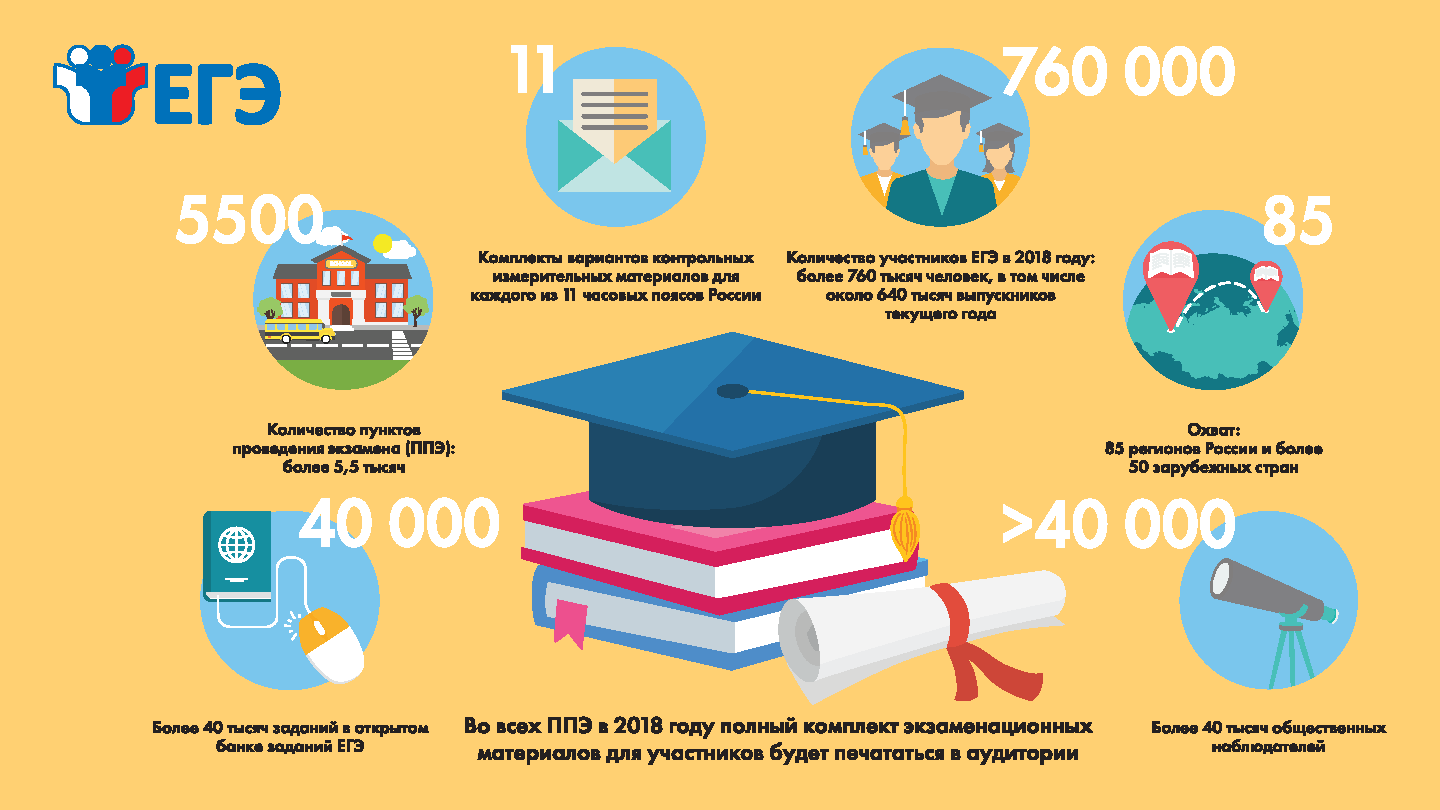 ЕГЭ
11
Комплекты вариантов контрольных
измерительных материалов для
каждого из 11 часовых поясов России
760 000
Количество участников ЕГЭ в 2018 году:
более 760 тысяч человек, в том числе
около 640 тысяч выпускников
текущего года
5500
SCHOOL
Количество пунктов
проведения экзамена (ППЭ):
более 5,5 тысяч
85
Охват:
85 регионов России и более
50 зарубежных стран
40 000
Более 40 тысяч заданий в открытом
банке заданий ЕГЭ
>40 000
Более 40 тысяч общественных
наблюдателей
Во всех ППЭ в 2018 году полный комплект экзаменационных
материалов для участников будет печататься в аудитории